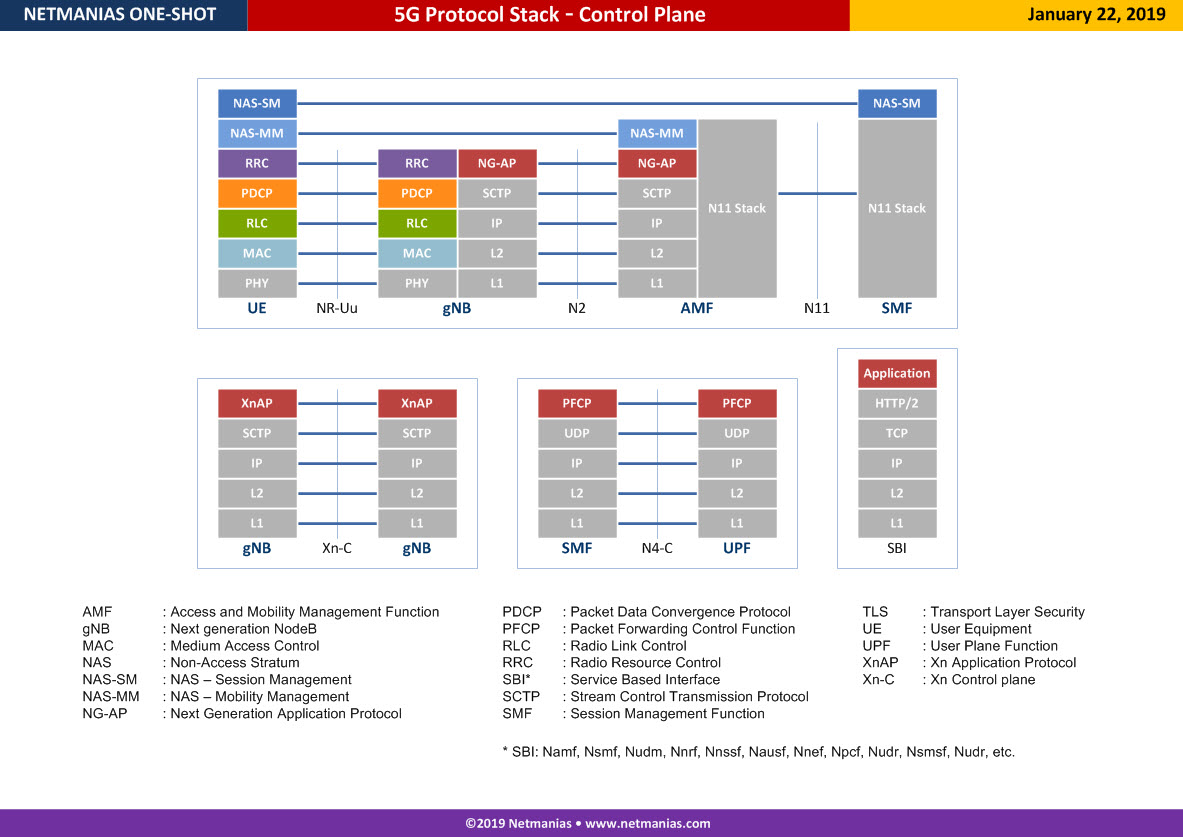 NETMANIAS ONE-SHOT
5G Protocol Stack - Control Plane
January 22, 2019
NAS-SM NAS-SM
NAS-MM NAS-MM
RRC RRC NG-AP NG-AP
PDCP PDCP SCTP SCTP
N11 Stack N11 Stack
RLC RLC IP IP
MAC MAC L2 L2
PHY PHY L1 L1
UE NR-Uu gNB N2 AMF N11 SMF
XnAP XnAP
SCTP SCTP
IP IP
L2 L2
L1 L1
gNB Xn-C gNB
PFCP PFCP
UDP UDP
IP IP
L2 L2
L1 L1
SMF N4-C UPF
Application
HTTP/2
TCP
IP
L2
L1
SBI
AMF : Access and Mobility Management Function
gNB : Next generation NodeB
MAC : Medium Access Control
NAS : Non-Access Stratum
NAS-SM : NAS – Session Management
NAS-MM : NAS – Mobility Management
NG-AP : Next Generation Application Protocol
PDCP : Packet Data Convergence Protocol
PFCP : Packet Forwarding Control Function
RLC : Radio Link Control
RRC : Radio Resource Control
SBI* : Service Based Interface
SCTP : Stream Control Transmission Protocol
SMF : Session Management Function
TLS : Transport Layer Security
UE : User Equipment
UPF : User Plane Function
XnAP : Xn Application Protocol
Xn-C : Xn Control plane
* SBI: Namf, Nsmf, Nudm, Nnrf, Nnssf, Nausf, Nnef, Npcf, Nudr, Nsmsf, Nudr, etc.
©2019 Netmanias • www.netmanias.com